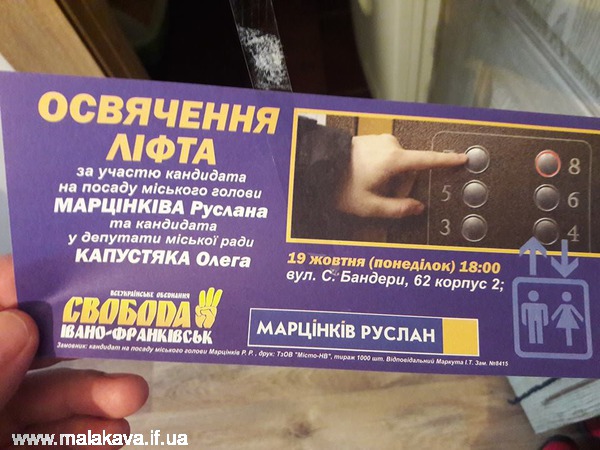 ОСВЯЧЕННЯ
ЛІФТА
за участю кандидата
на посаду міського голови
МАРЦІНКІВА Руслана
та кандидата
у депутати міської ради
КАПУСТЯКА Олега
7
8
5
6
3
4
19 жовтня (понеділок) 18:00
вул. С. Бандери, 62 корпус 2;
ВСЕУКРАЇНСЬКЕ ОБ'ЄДНАННЯ
СВОБОДА
ІВАНО-ФРАНКІВСЬК
МАРЦІНКІВ РУСЛАН
Замовник: кандидат на посаду міського голови Марцінків Р. Р., друк: ТзОВ "Місто-НВ", тираж 1000 шт. Відповідальний Маркута І.Т. Зам. №8415
www.malakava.if.ua